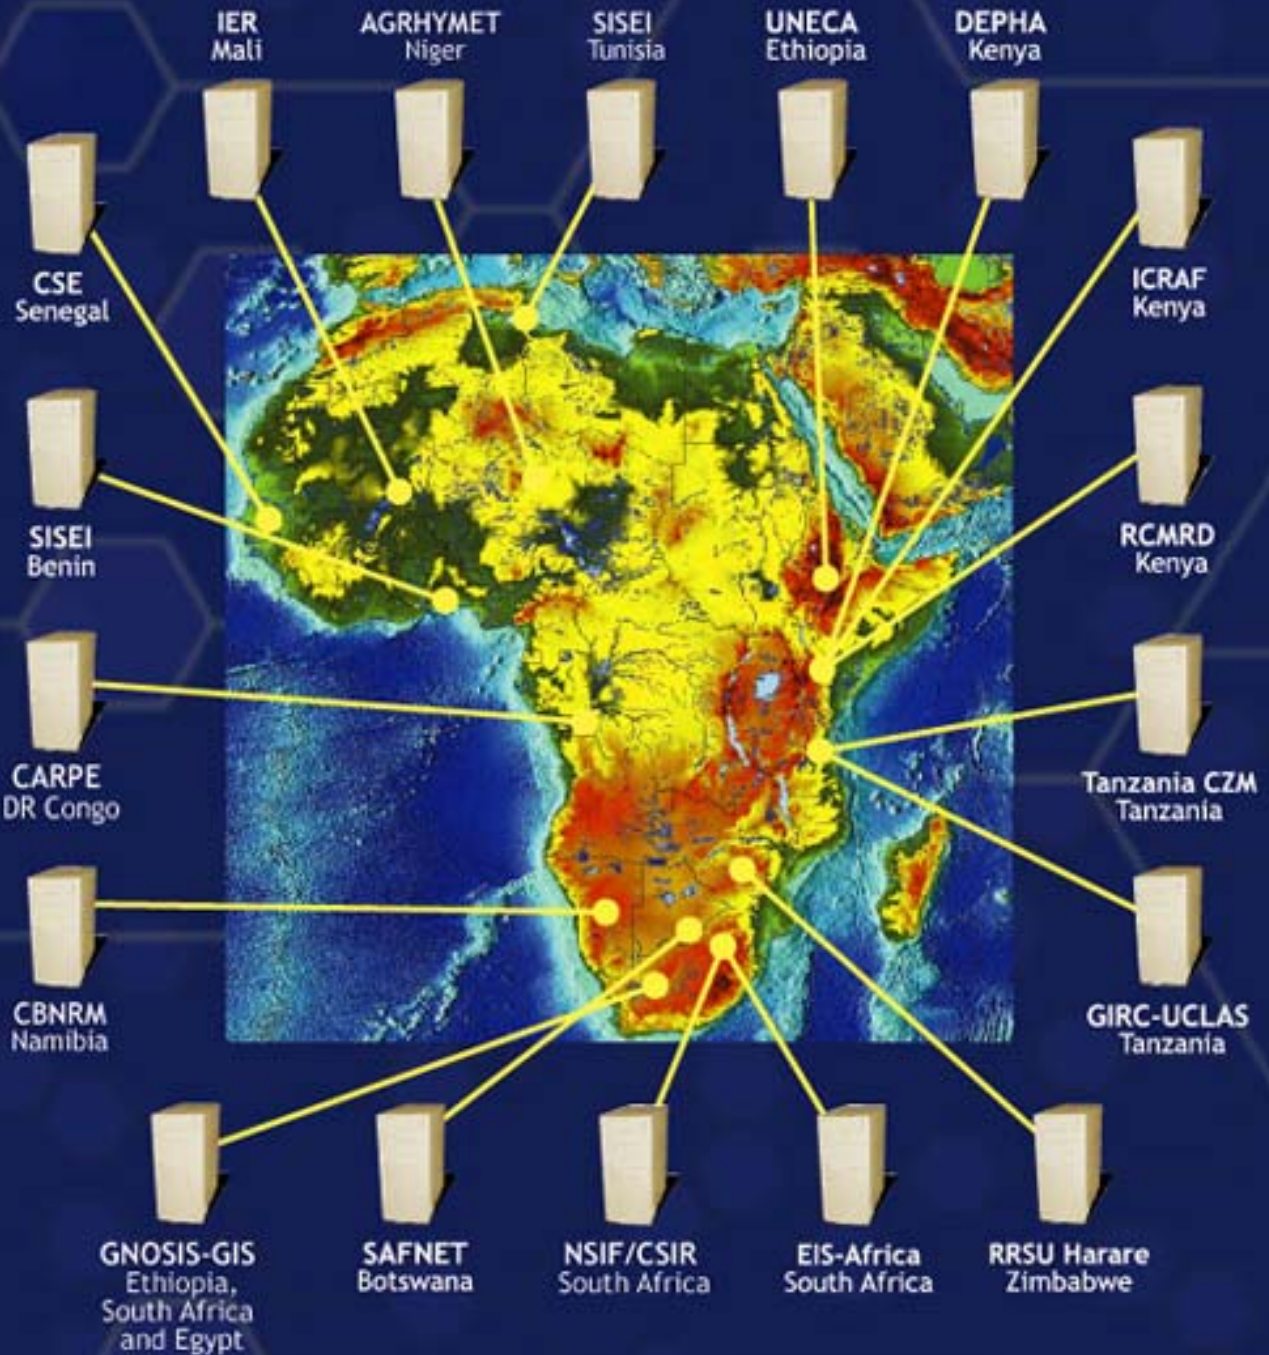 IER
Mali
AGRHYMET
Niger
SISEI
Tunisia
UNECA
Ethiopia
DEPHA
Kenya
CSE
Senegal
ICRAF
Kenya
SISEI
Benin
RCMRD
Kenya
CARPE
DR Congo
Tanzania CZM
Tanzania
CBNRM
Namibia
GIRC-UCLAS
Tanzania
GNOSIS-GIS
Ethiopia,
South Africa
and Egypt
SAFNET
Botswana
NSIF/CSIR
South Africa
EIS-Africa
South Africa
RRSU Harare
Zimbabwe